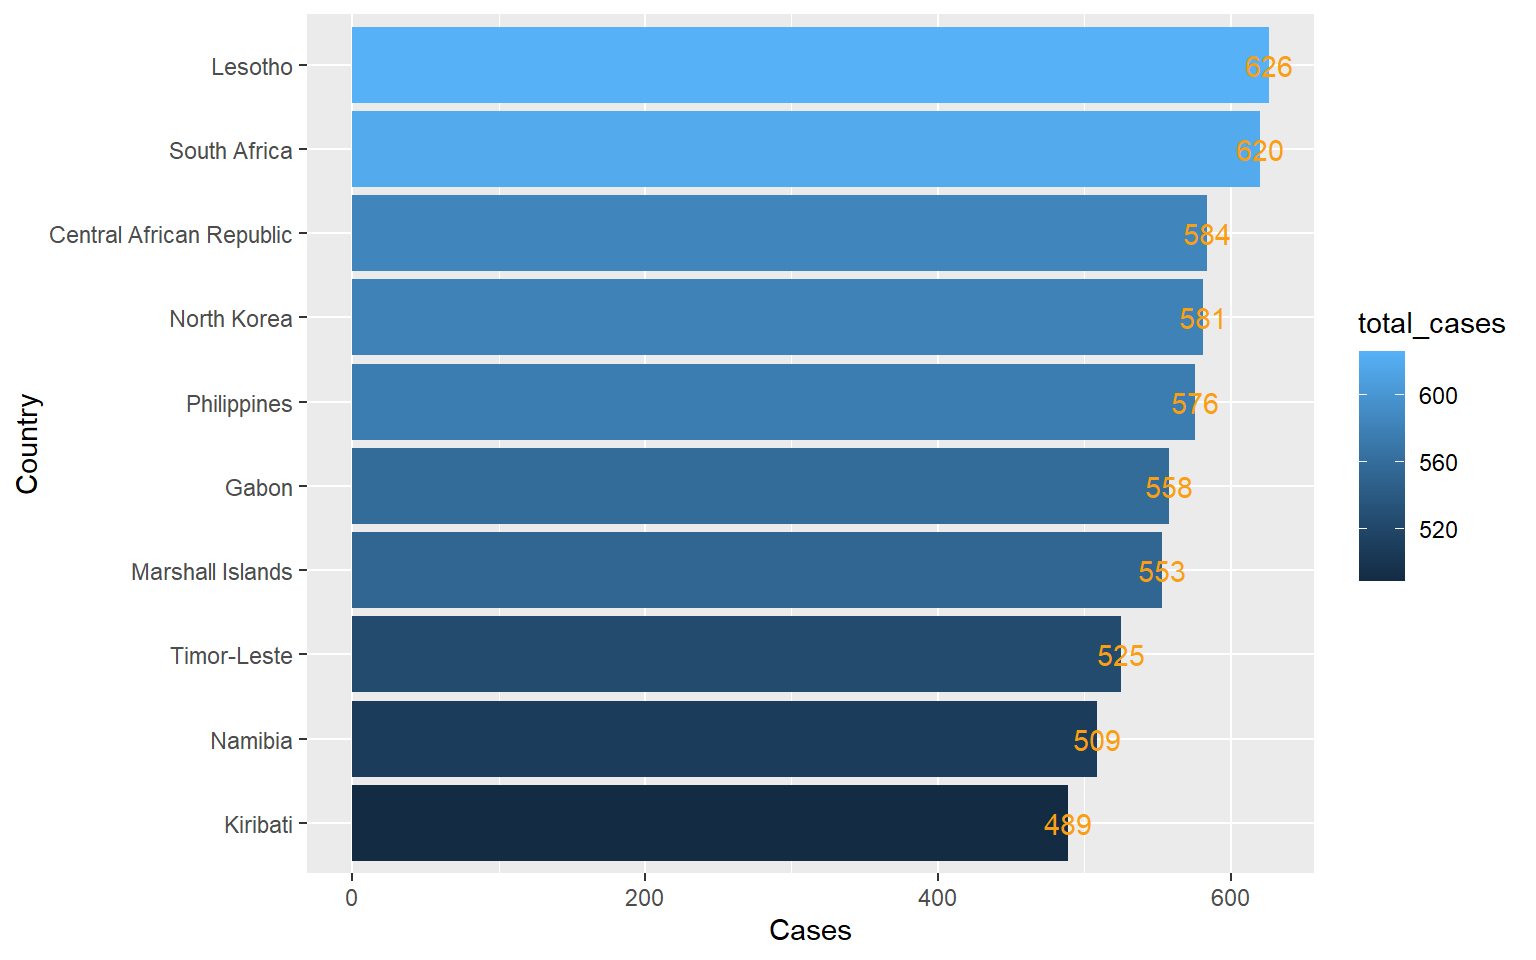 Lesotho
626
South Africa
620
Central African Republic
584
North Korea
581
Philippines
576
Gabon
558
Marshall Islands
553
Timor-Leste
525
Namibia
509
Kiribati
489
Country
0
200
400
600
Cases
total_cases
600
560
520